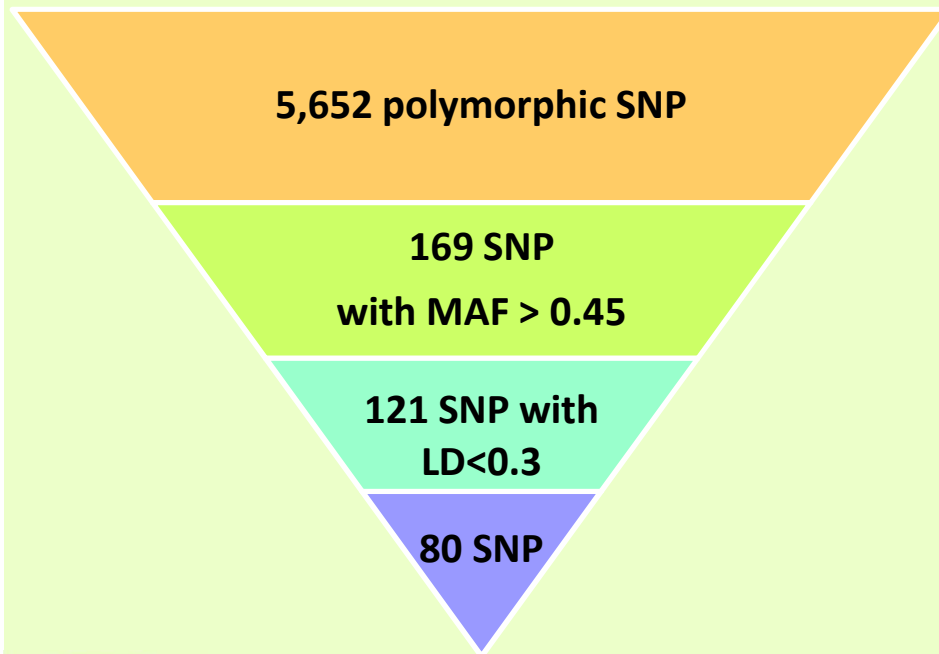 5,652 polymorphic SNP
169 SNP
with MAF > 0.45
121 SNP with
LD<0.3
80 SNP